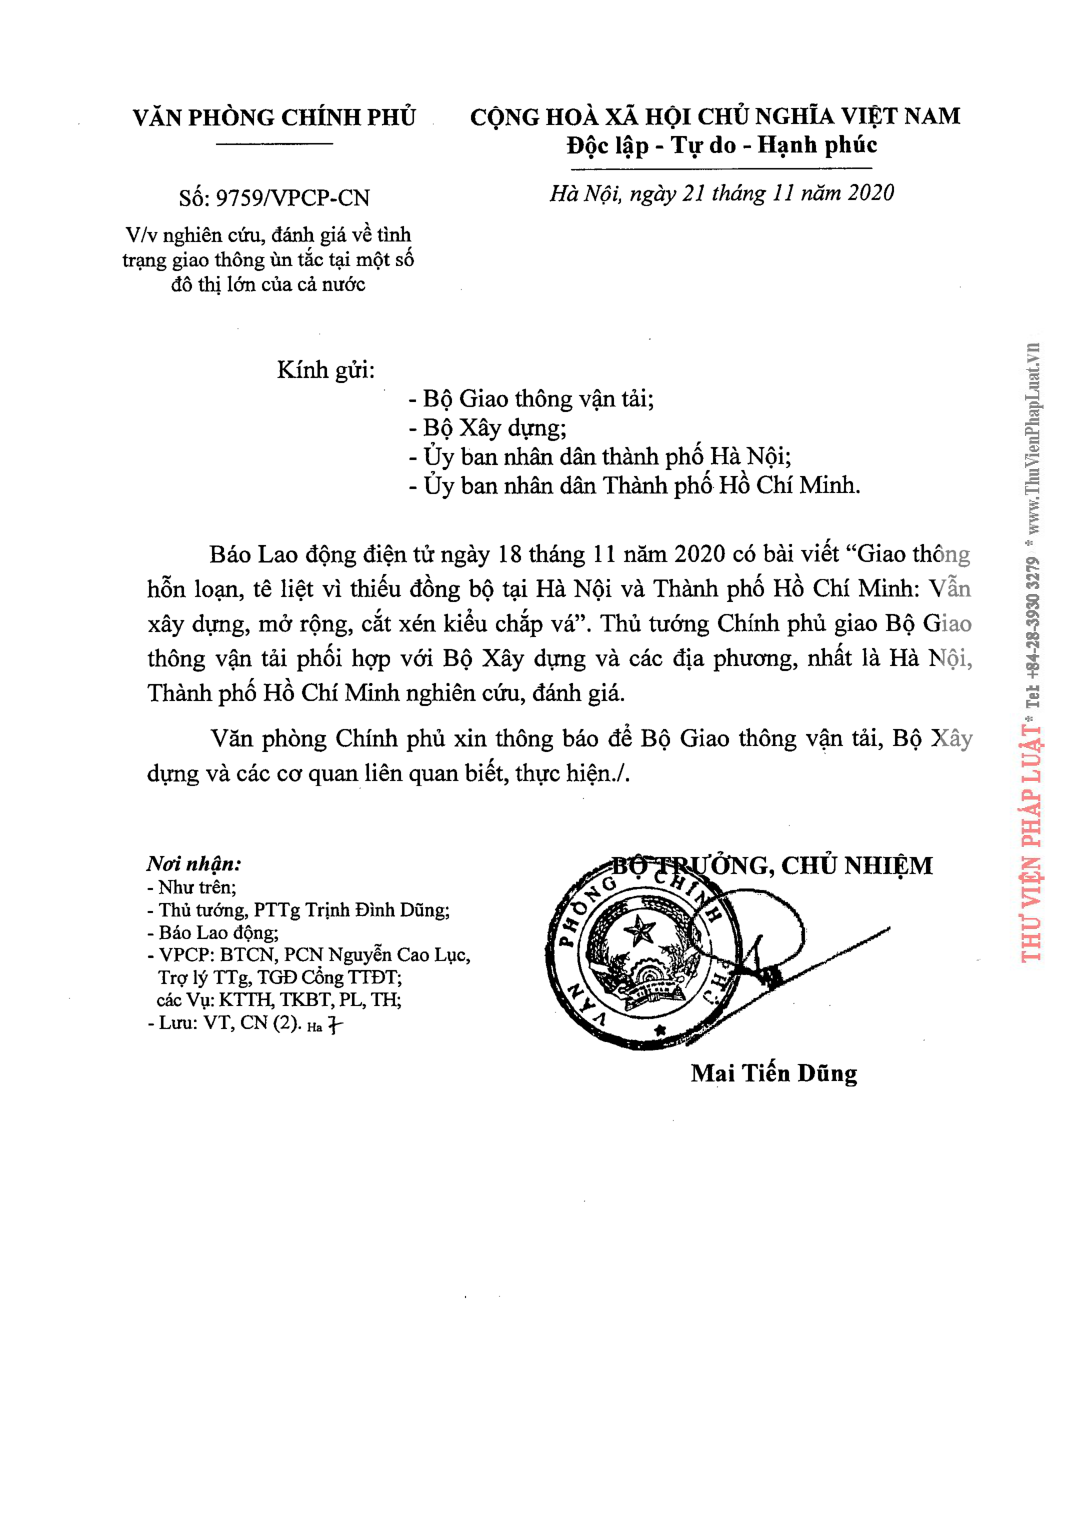 VĂN PHÒNG CHÍNH PHỦ
CỘNG HOÀ XÃ HỘI CHỦ NGHĨA VIỆT NAM
Độc lập - Tự do - Hạnh phúc
Số: 9759/VPCP-CN
Hà Nội, ngày 21 tháng 11 năm 2020
V/v nghiên cứu, đánh giá về tình
trạng giao thông ùn tắc tại một số
đô thị lớn của cả nước
Kính gửi:
- Bộ Giao thông vận tải;
- Bộ Xây dựng;
- Ủy ban nhân dân thành phố Hà Nội;
- Ủy ban nhân dân Thành phố Hồ Chí Minh.
Báo Lao động điện tử ngày 18 tháng 11 năm 2020 có bài viết “Giao thông
hỗn loạn, tê liệt vì thiếu đồng bộ tại Hà Nội và Thành phố Hồ Chí Minh: Vẫn
xây dựng, mở rộng, cắt xén kiểu chắp vá”. Thủ tướng Chính phủ giao Bộ Giao
thông vận tải phối hợp với Bộ Xây dựng và các địa phương, nhất là Hà Nội,
Thành phố Hồ Chí Minh nghiên cứu, đánh giá.
Văn phòng Chính phủ xin thông báo để Bộ Giao thông vận tải, Bộ Xây
dựng và các cơ quan liên quan biết, thực hiện./.
Nơi nhận:
- Như trên;
- Thủ tướng, PTTg Trịnh Đình Dũng;
- Báo Lao động;
- VPCP: BTCN, PCN Nguyễn Cao Lục,
Trợ lý TTg, TGĐ Cổng TTĐT;
các Vụ: KTTH, TKBT, PL, TH;
- Lưu: VT, CN (2). Ha
BỘ TRƯỞNG, CHỦ NHIỆM
VĂN PHÒNG CHÍNH PHỦ
Mai Tiến Dũng
THƯ VIỆN PHÁP LUẬT * Tel: +84-28-3930 3279 * www.ThuVienPhapLuat.vn